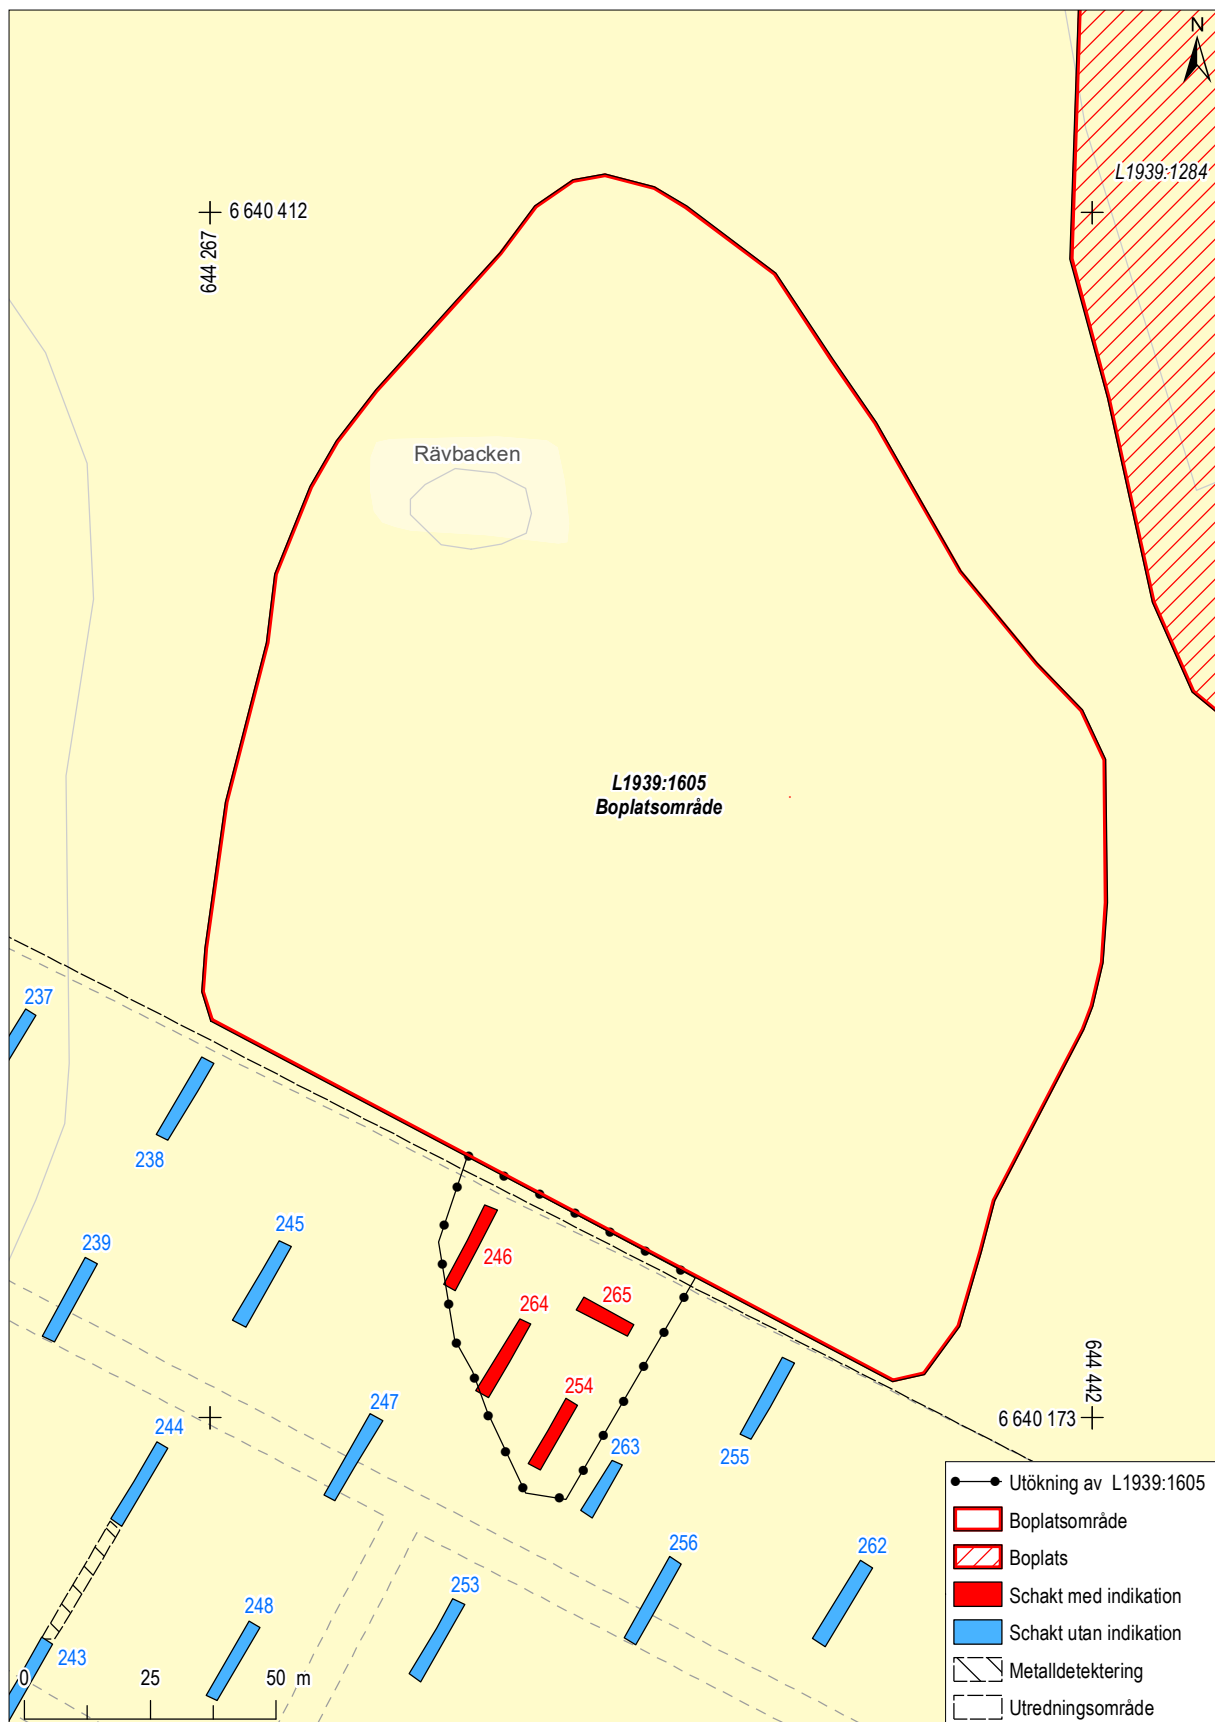 N
L1939:1284
6 640 412
644 267
Rävbacken
L1939:1605
Boplatsområde
237
238
239
245
246
264
265
254
247
244
263
255
644 442
6 640 173
256
262
253
248
243
0 25 50 m
Utökning av L1939:1605
Boplatsområde
Boplats
Schakt med indikation
Schakt utan indikation
Metalldetektering
Utredningsområde